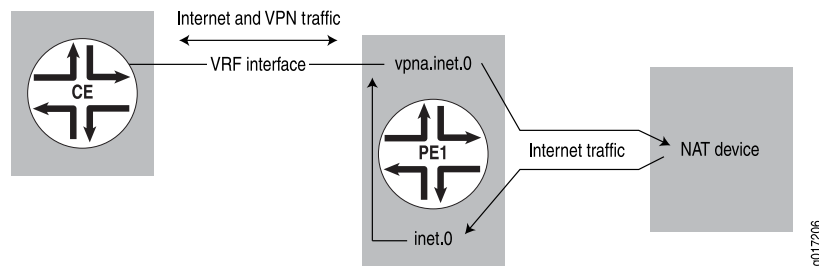 Internet and VPN traffic
VRF interface
vpna.inet.0
CE
PE1
Internet traffic
NAT device
inet.0
g017206